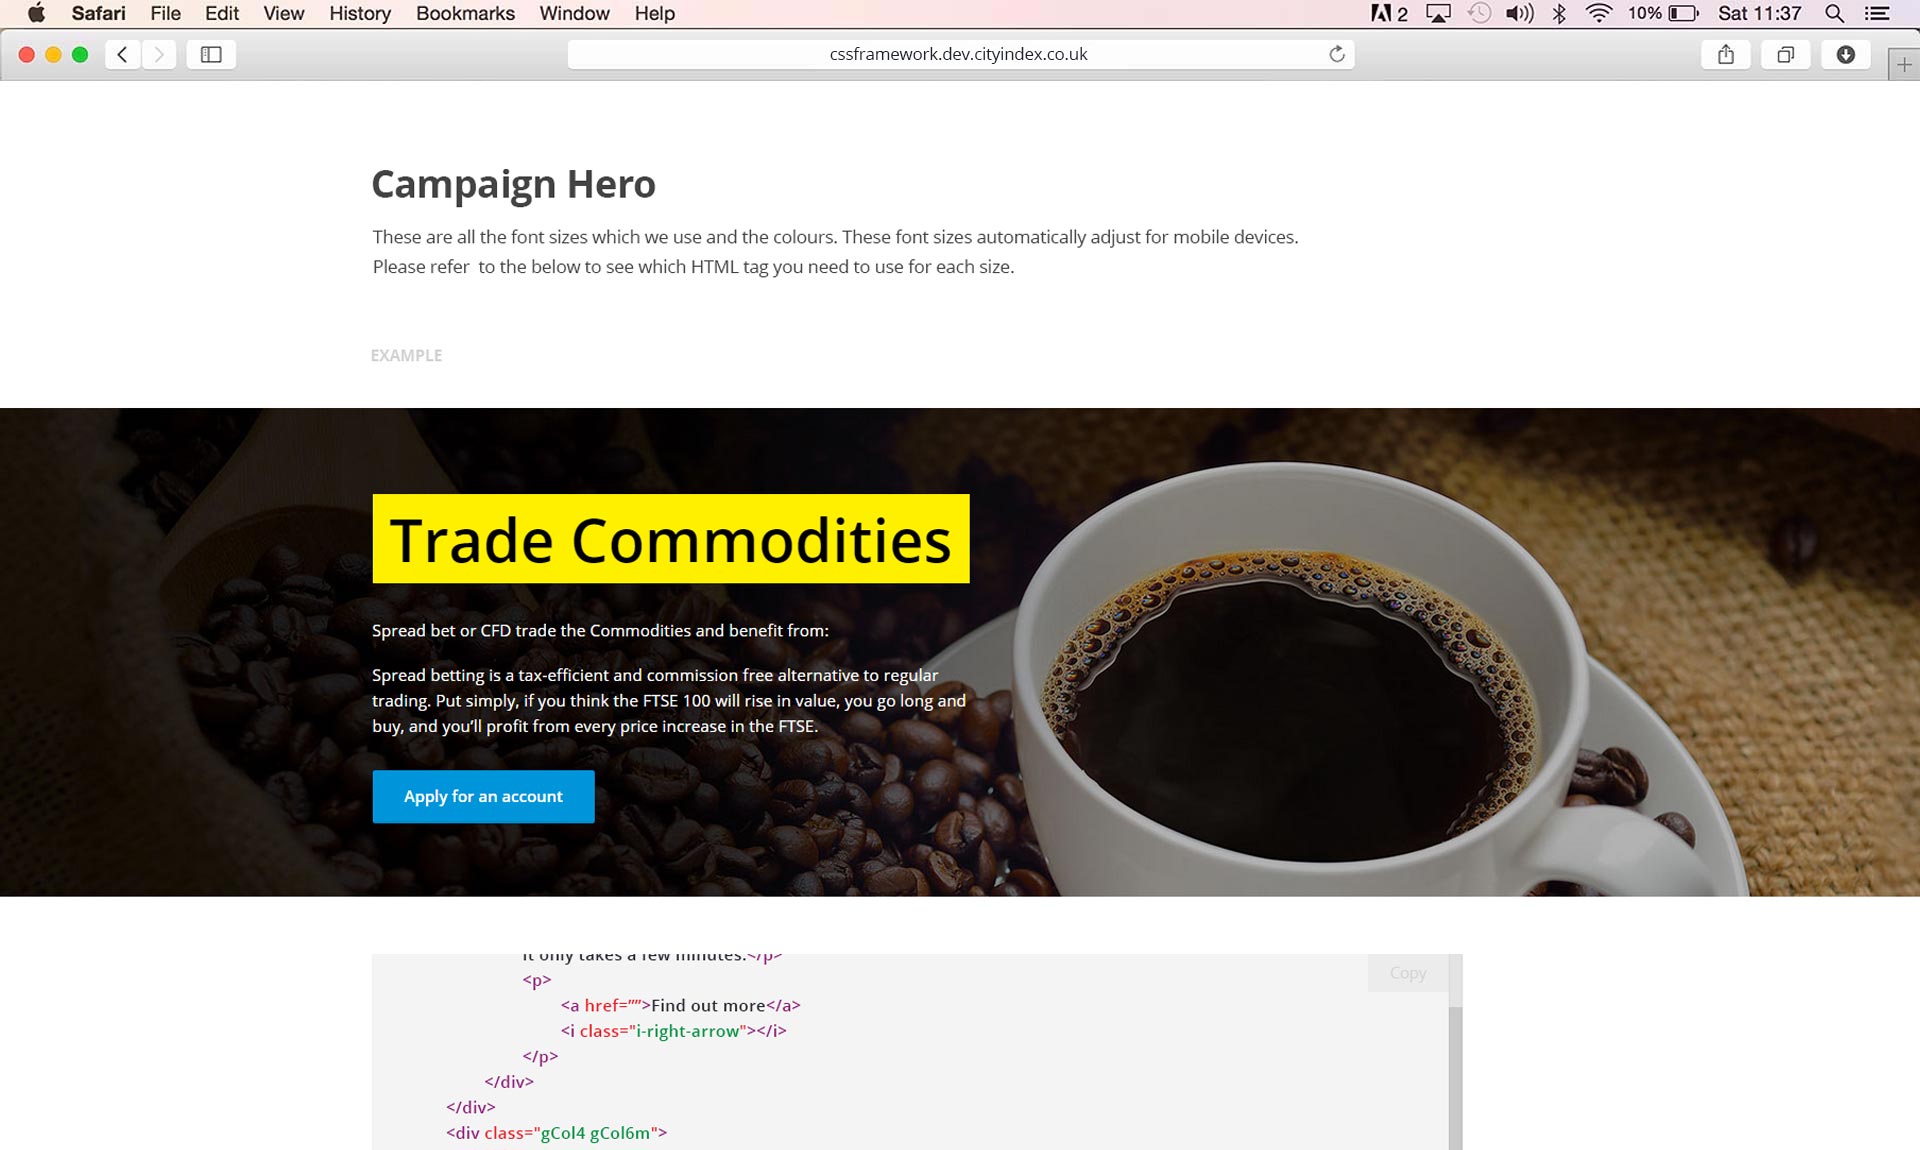 Safari File Edit View History Bookmarks Window Help 2 10% Sat 11:37
cssframework.dev.cityindex.co.uk
Campaign Hero
These are all the font sizes which we use and the colours. These font sizes automatically adjust for mobile devices.
Please refer  to the below to see which HTML tag you need to use for each size.
EXAMPLE
Trade Commodities
Spread bet or CFD trade the Commodities and benefit from:
Spread betting is a tax-efficient and commission free alternative to regular
trading. Put simply, if you think the FTSE 100 will rise in value, you go long and
buy, and you’ll profit from every price increase in the FTSE.
Apply for an account
it only takes a few minutes.</p>
Copy
<p>
<a href="”>Find out more</a>
<i class="i-right-arrow"></i>
</p>
</div>
</div>
<div class="gCol4 gCol6m">